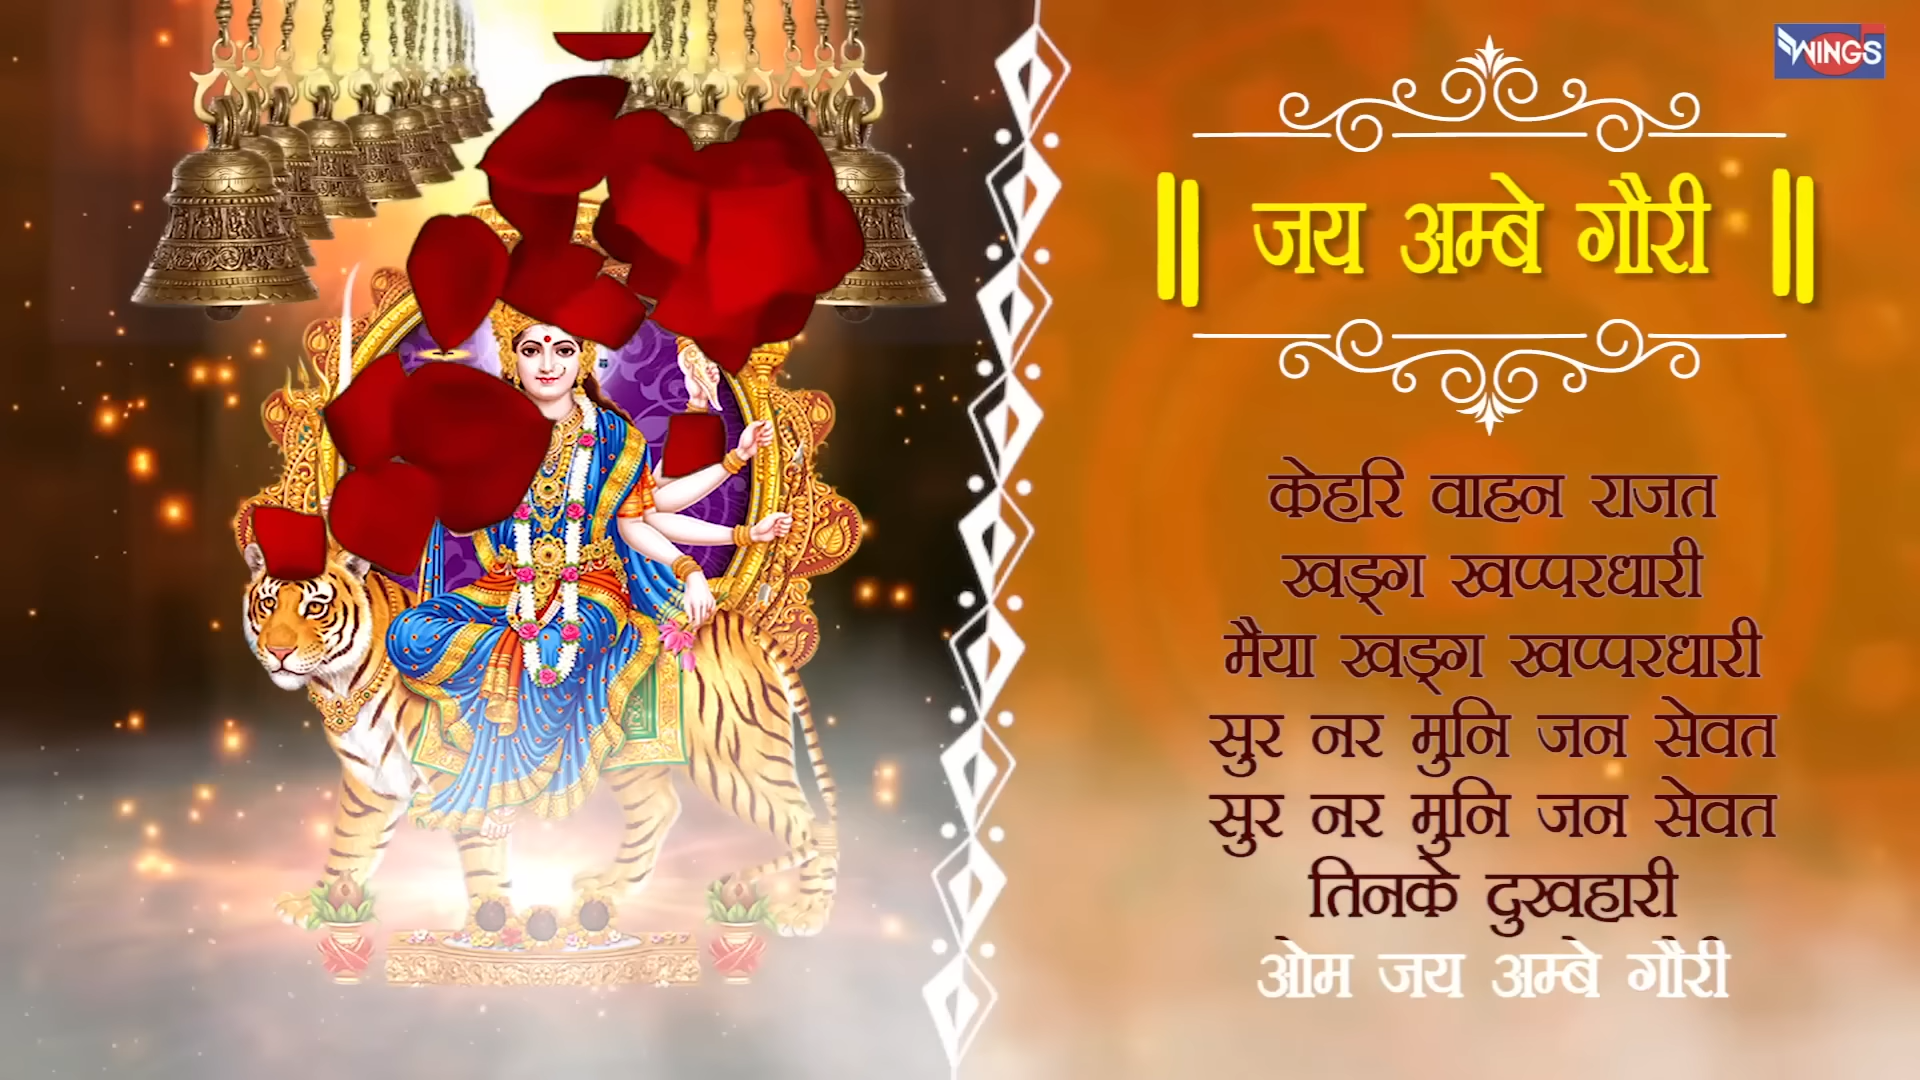 WINGS
|| जय अम्बे गौरी ||
केहरि वाहन राजत
खड्ग खप्परधारी
मैया खड्ग खप्परधारी
सुर नर मुनि जन सेवत
सुर नर मुनि जन सेवत
तिनके दुखहारी
ओम जय अम्बे गौरी